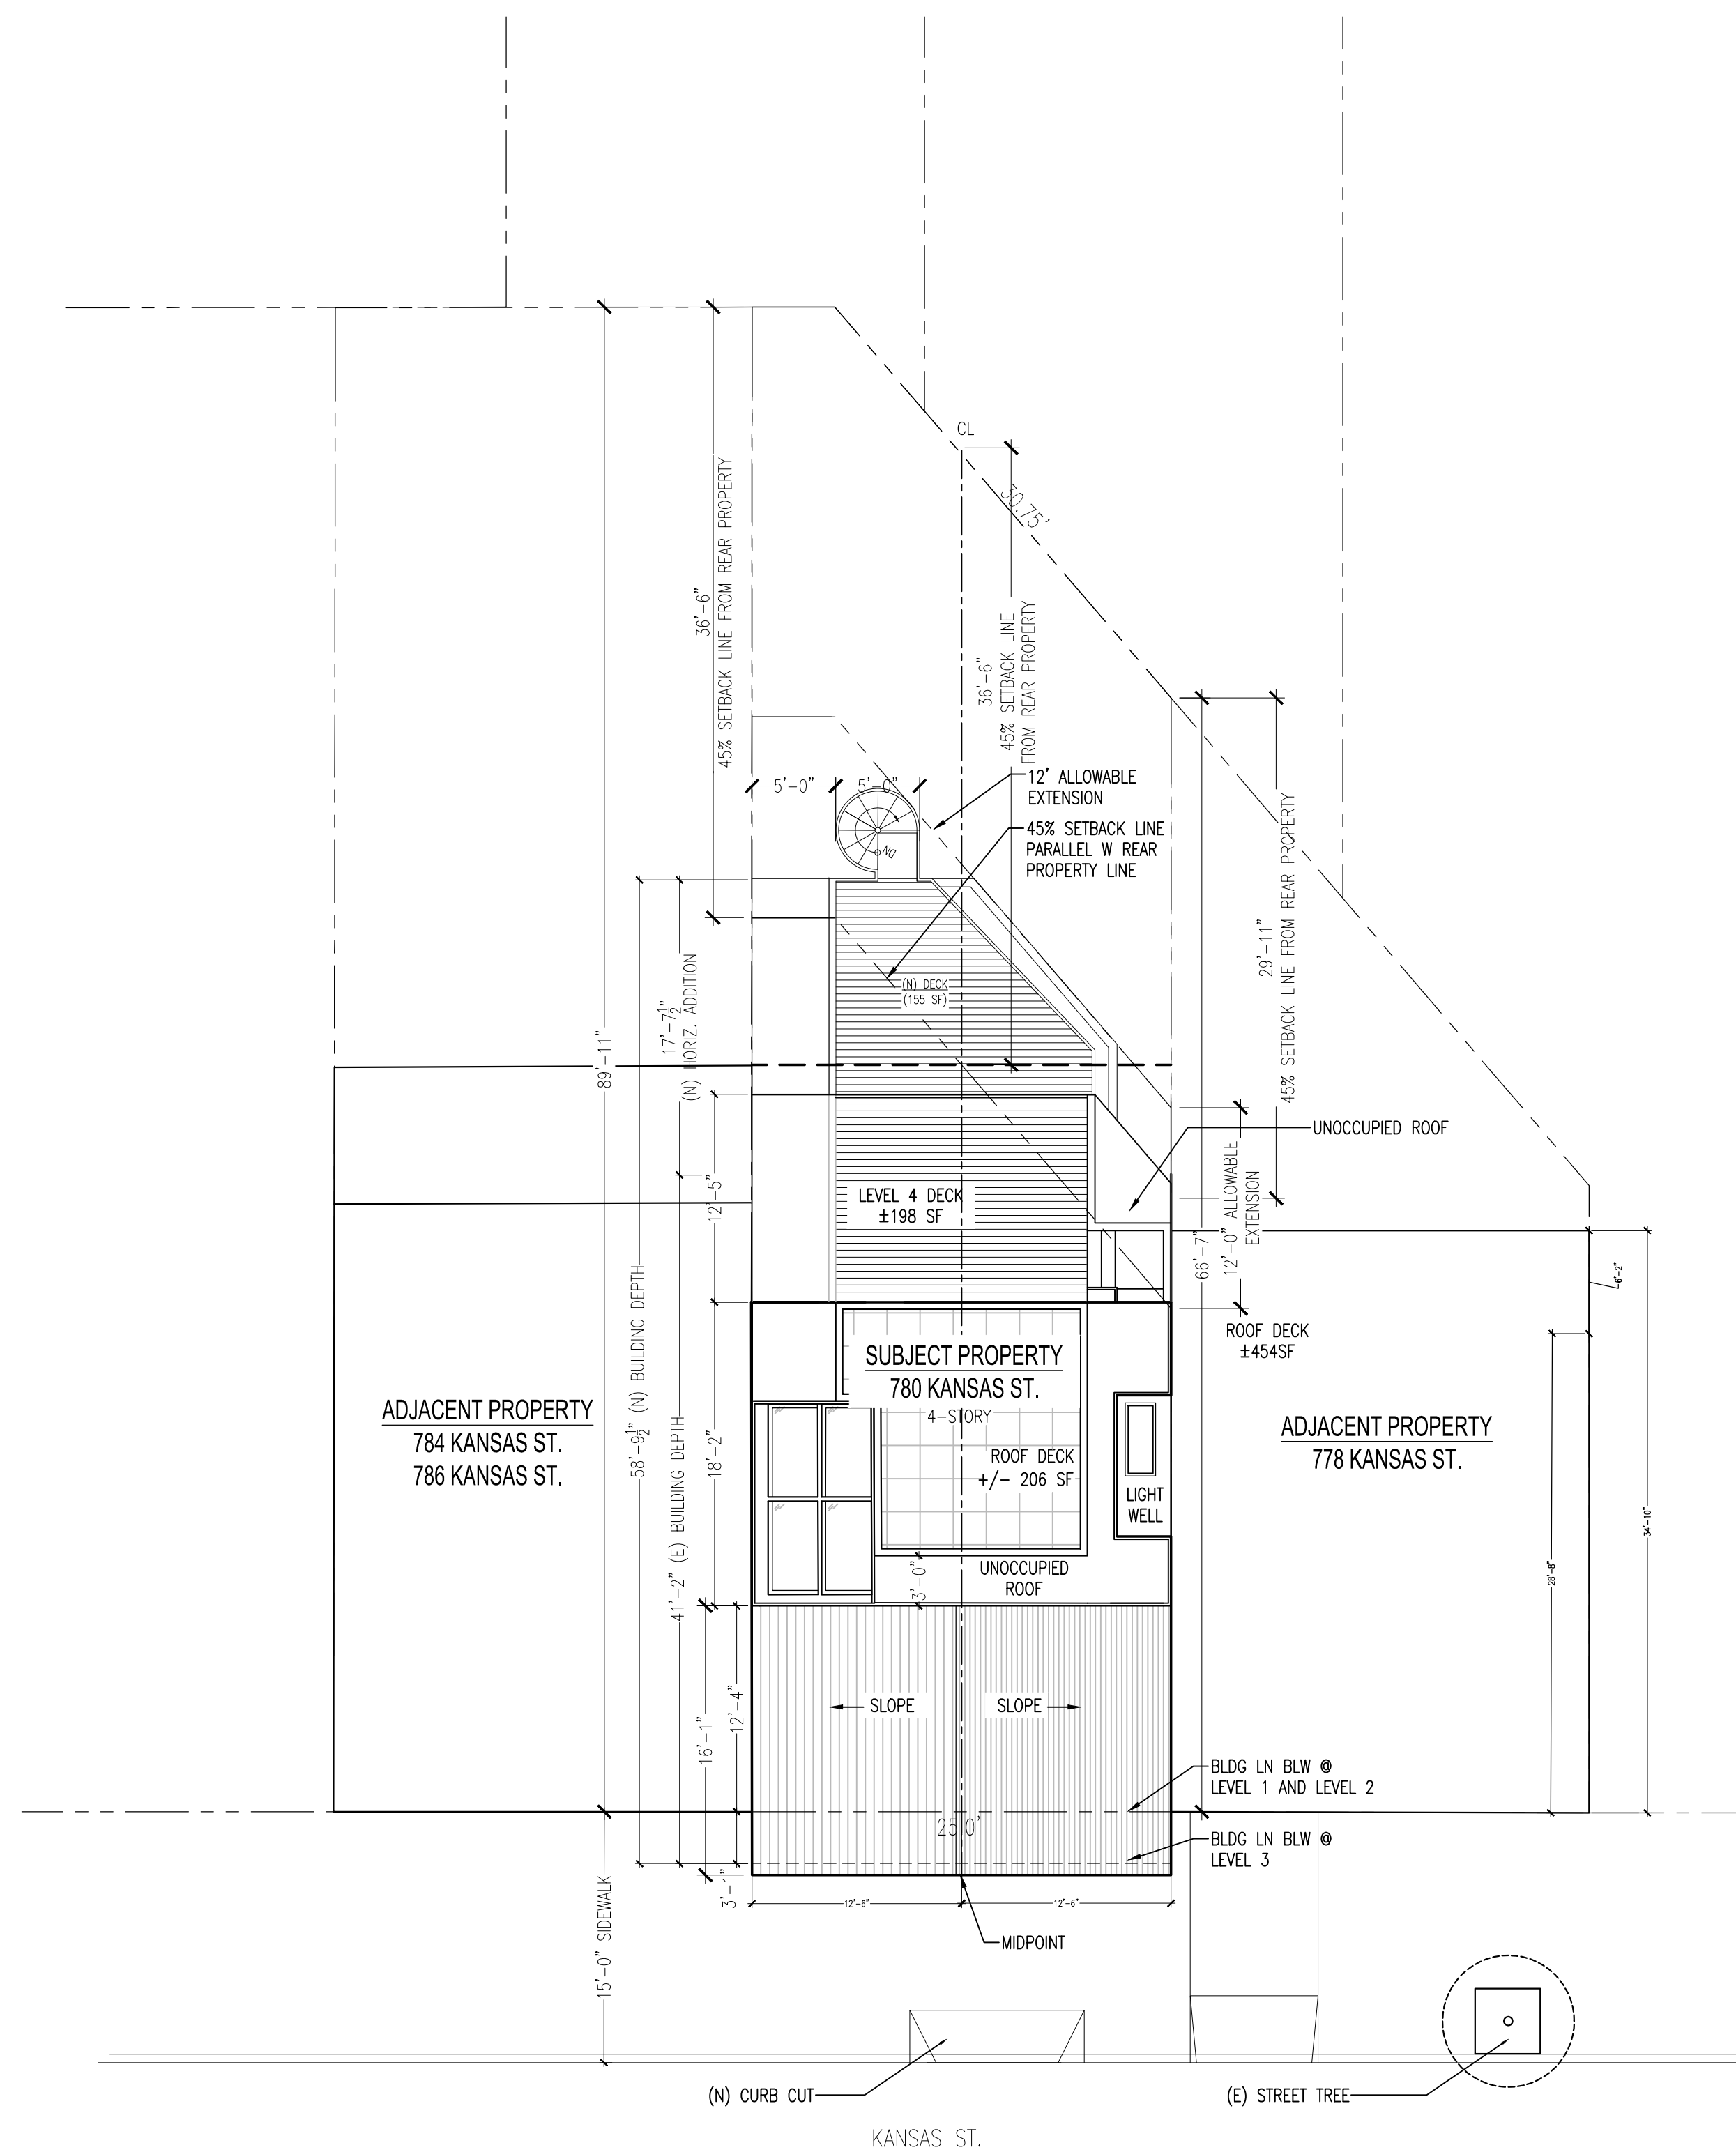 CL
30.75'
36'-6"
45% SETBACK LINE FROM REAR PROPERTY
36'-6"
45% SETBACK LINE
FROM REAR PROPERTY
12' ALLOWABLE
EXTENSION
5'-0"
5'-0"
45% SETBACK LINE
PARALLEL W REAR
PROPERTY LINE
DN
29'-11"
45% SETBACK LINE FROM REAR PROPERTY
(N) DECK
(155 SF)
17'-7 1/2"
(N) HORIZ. ADDITION
89'-11"
UNOCCUPIED ROOF
12'-5"
LEVEL 4 DECK
±198 SF
12'-0" ALLOWABLE
EXTENSION
66'-7"
6'-2"
ROOF DECK
±454SF
58'-9 1/2" (N) BUILDING DEPTH
41'-2" (E) BUILDING DEPTH
18'-2"
SUBJECT PROPERTY
780 KANSAS ST.
4-STORY
ADJACENT PROPERTY
784 KANSAS ST.
786 KANSAS ST.
ADJACENT PROPERTY
778 KANSAS ST.
ROOF DECK
+/- 206 SF
LIGHT
WELL
34'-10"
28'-8"
UNOCCUPIED
ROOF
3'-0"
SLOPE
SLOPE
16'-1"
12'-4"
BLDG LN BLW @
LEVEL 1 AND LEVEL 2
25.0'
BLDG LN BLW @
LEVEL 3
3'-1"
12'-6"
12'-6"
MIDPOINT
15'-0" SIDEWALK
(N) CURB CUT
(E) STREET TREE
KANSAS ST.